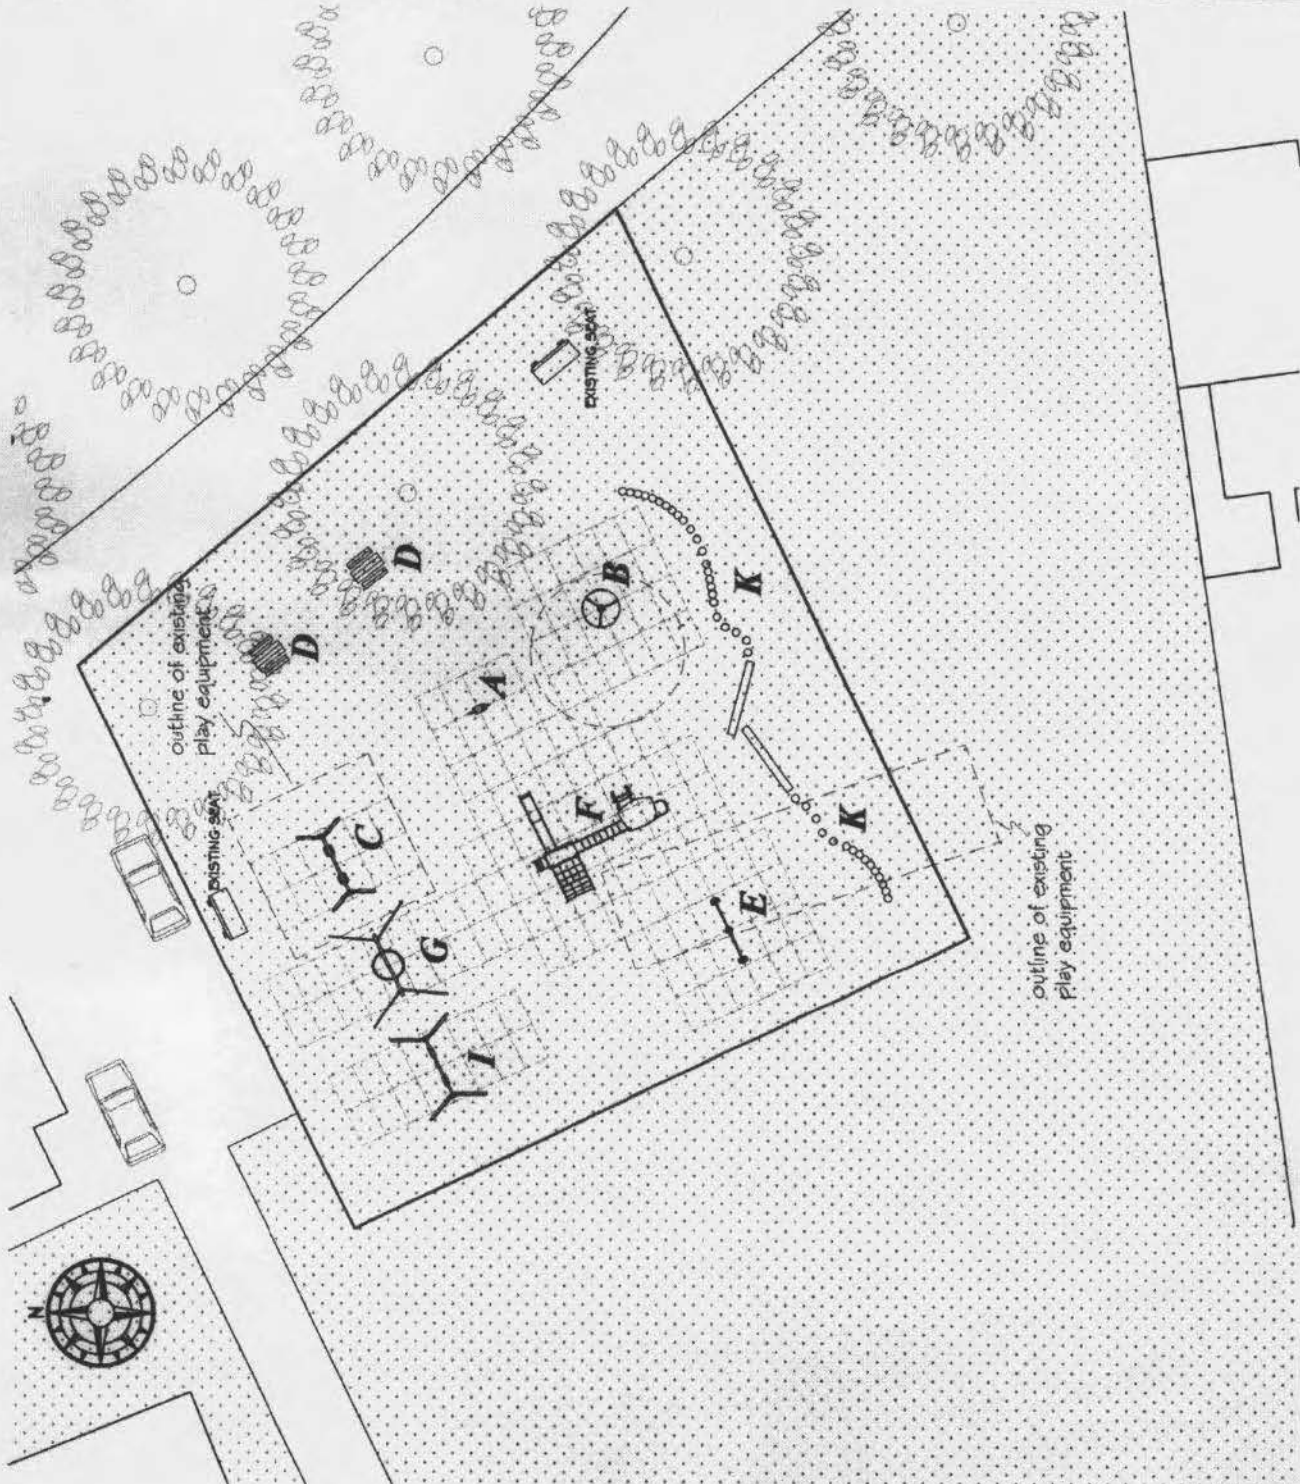 EXISTING SEAT
outline of existing
play equipment
D
D
B
K
A
EXISTING SEAT
C
F
K
G
E
I
outline of existing
play equipment
N